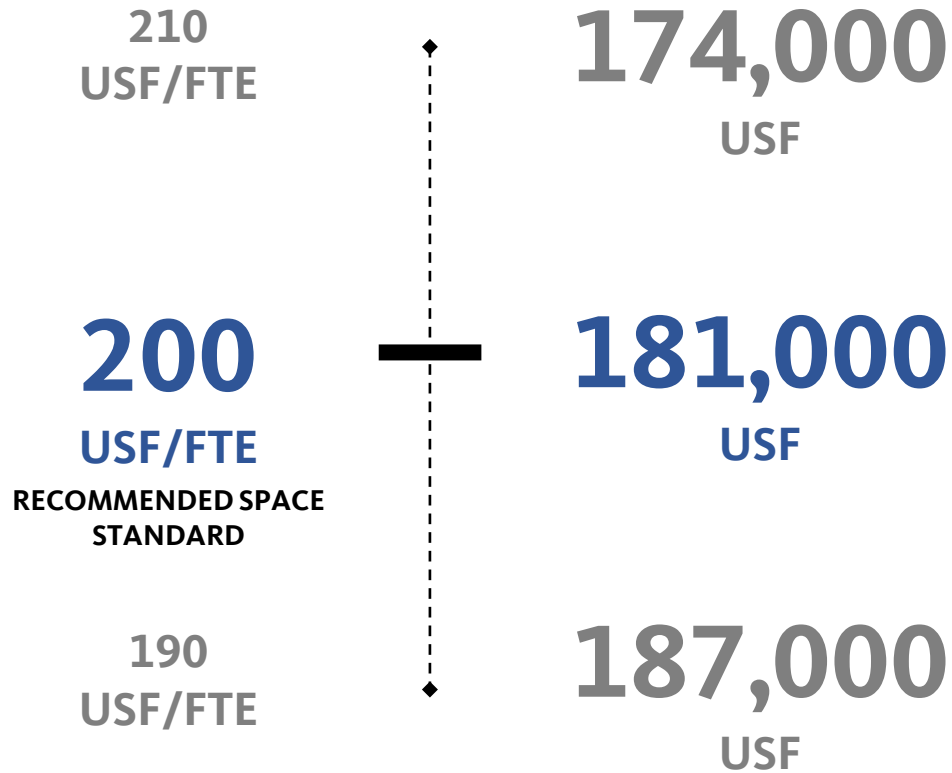 210
USF/FTE
174,000
USF
200
USF/FTE
RECOMMENDED SPACE
STANDARD
181,000
USF
190
USF/FTE
187,000
USF